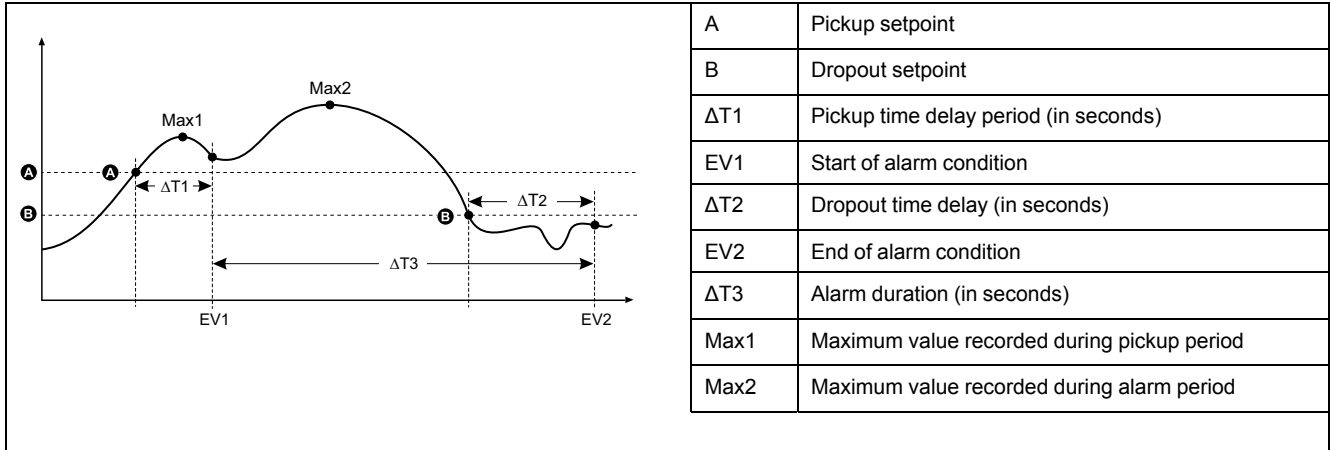 Max1
Max2
A
A
ΔT1
B
B
ΔT2
ΔT3
EV1
EV2
A Pickup setpoint
B Dropout setpoint
ΔT1 Pickup time delay period (in seconds)
EV1 Start of alarm condition
ΔT2 Dropout time delay (in seconds)
EV2 End of alarm condition
ΔT3 Alarm duration (in seconds)
Max1 Maximum value recorded during pickup period
Max2 Maximum value recorded during alarm period